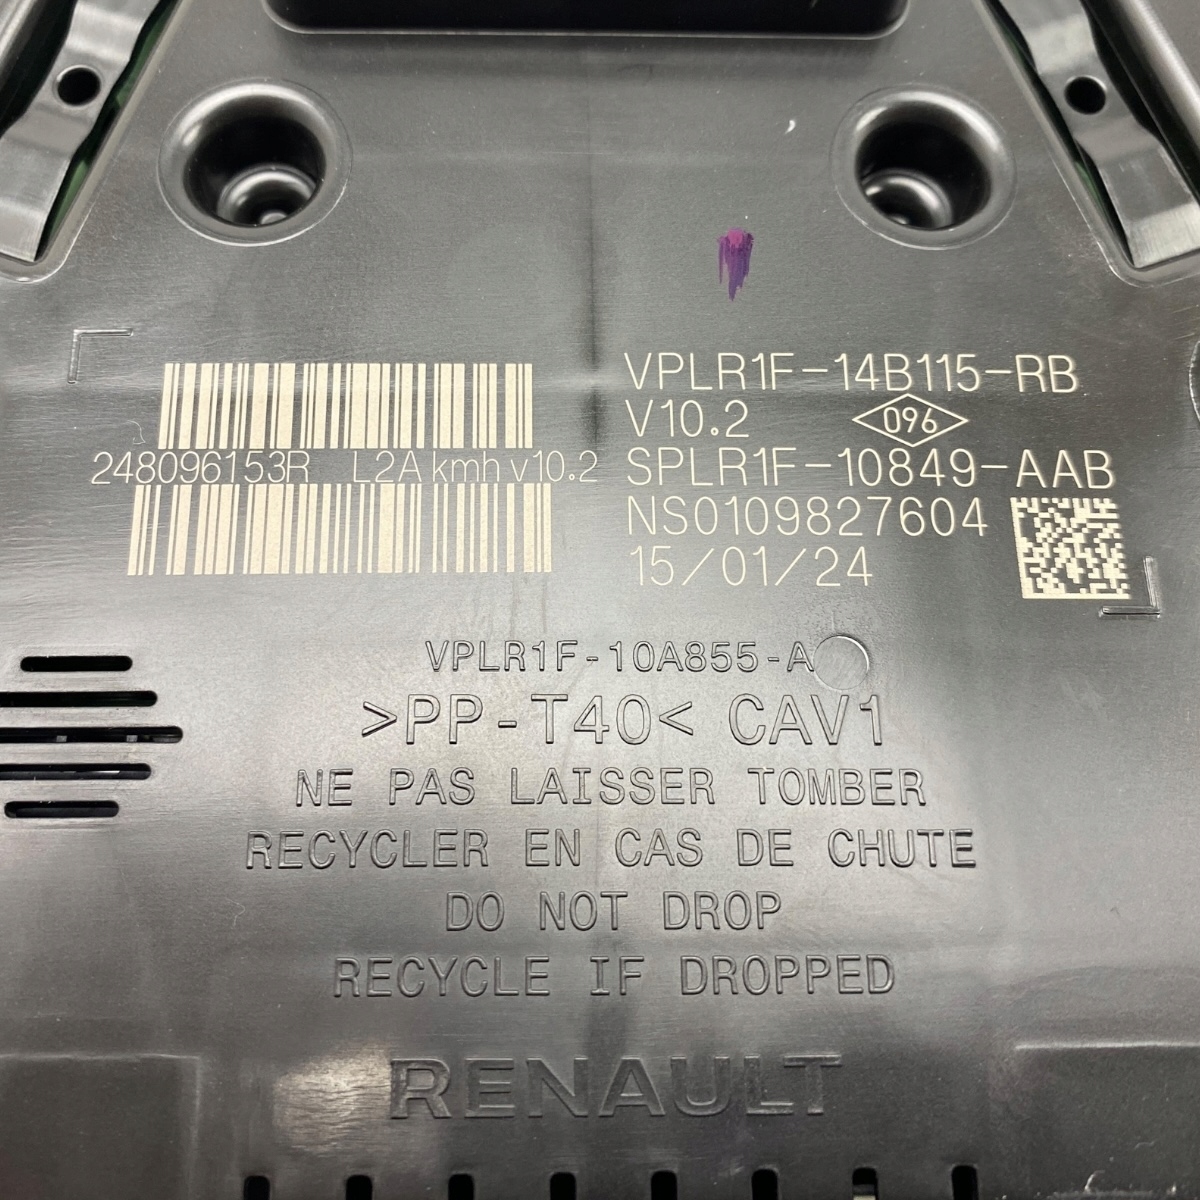 VPLR1F-14B115-RB
V10.2 096
248096153R L2A kmh v10.2
SPLR1F-10849-AAB
NS0109827604
15/01/24
VPLR1F-10A855-A
>PP-T40< CAV1
NE PAS LAISSER TOMBER
RECYCLER EN CAS DE CHUTE
DO NOT DROP
RECYCLE IF DROPPED
RENAULT